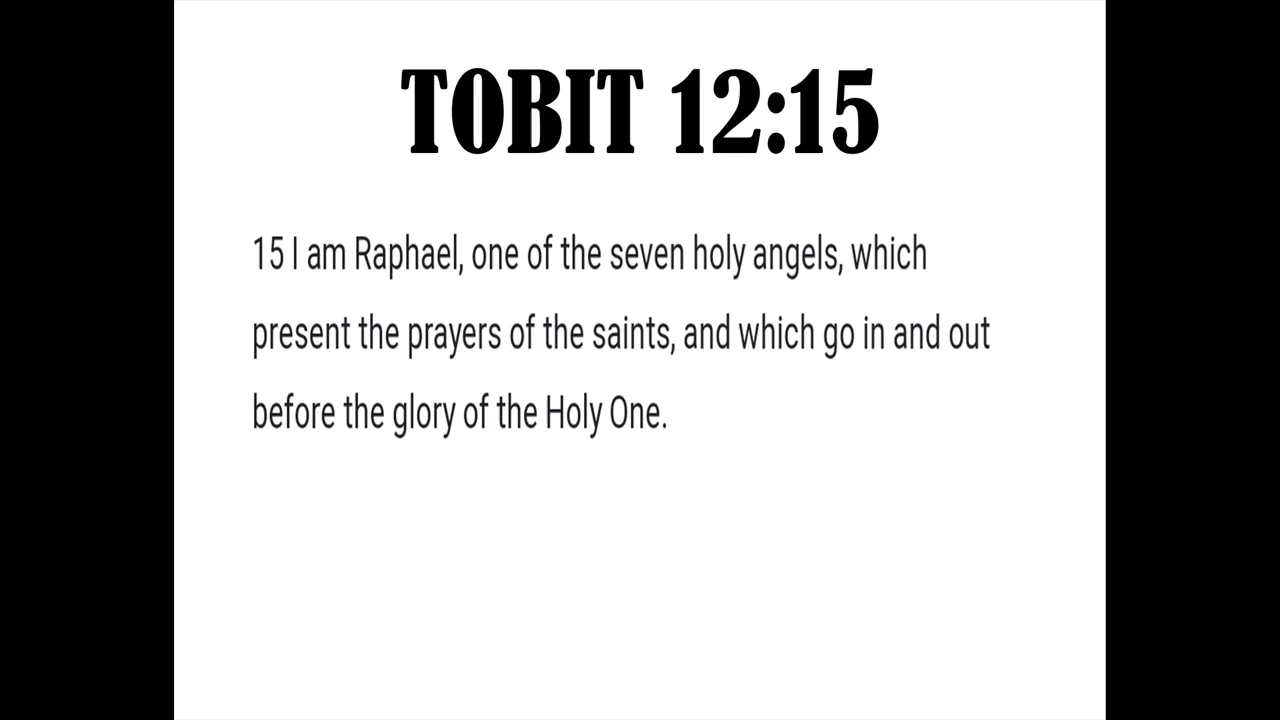 TOBIT 12:15
15 I am Raphael, one of the seven holy angels, which
present the prayers of the saints, and which go in and out
before the glory of the Holy One.